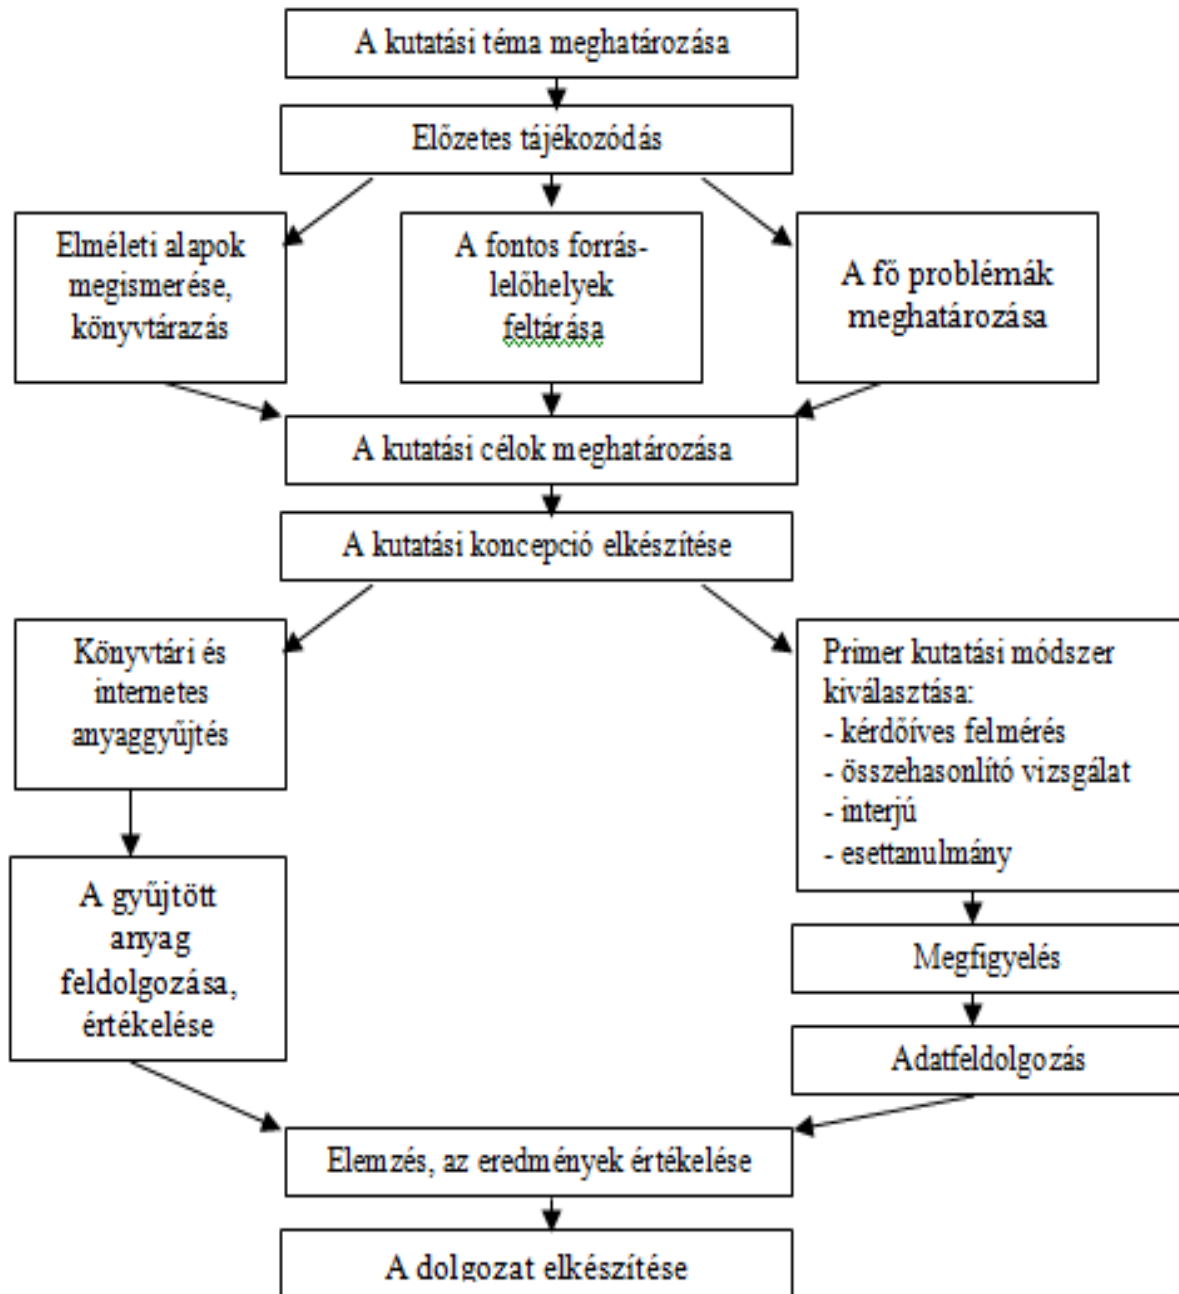 A kutatási téma meghatározása
Előzetes tájékozódás
Elméleti alapok
megismerése,
könyvtárazás
A fontos forrás-
lelőhelyek
feltárása
A fő problémák
meghatározása
A kutatási célok meghatározása
A kutatási koncepció elkészítése
Könyvtári és
internetes
anyaggyűjtés
Primer kutatási módszer
kiválasztása:
- kérdőíves felmérés
- összehasonlító vizsgálat
- interjú
- esettanulmány
A gyűjtött
anyag
feldolgozása,
értékelése
Megfigyelés
Adatfeldolgozás
Elemzés, az eredmények értékelése
A dolgozat elkészítése